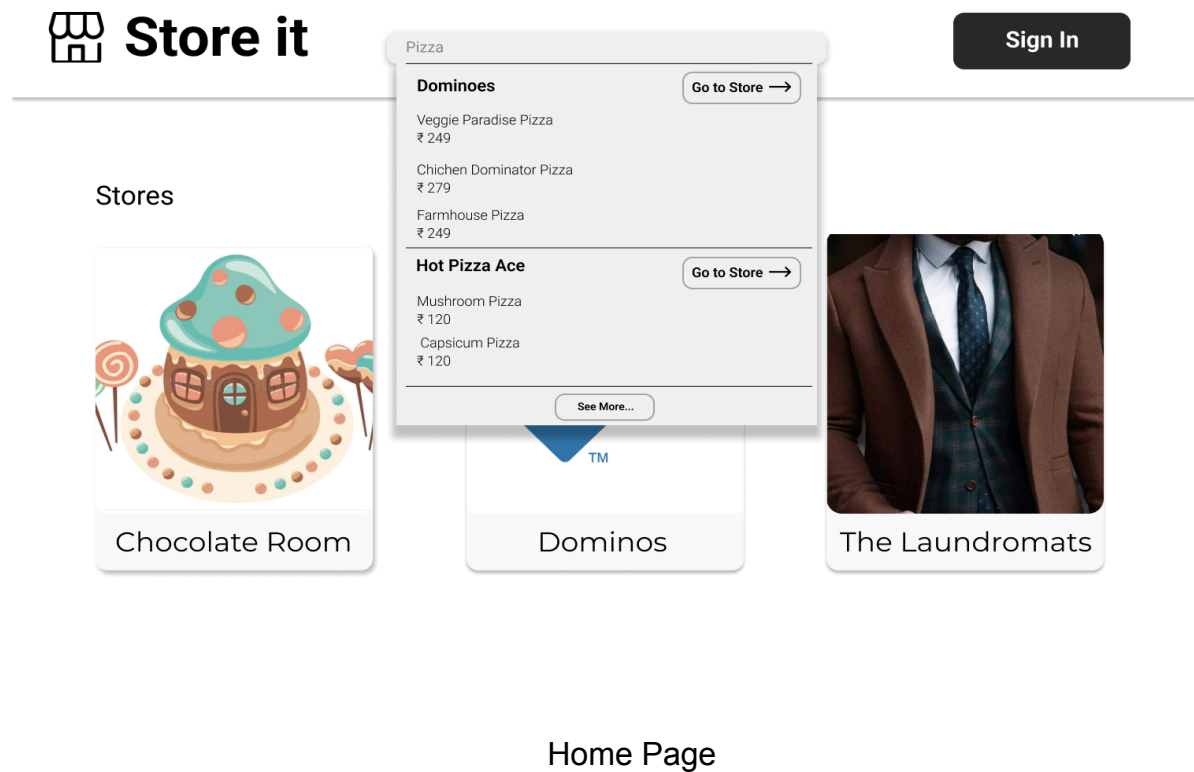 Store it
Pizza
Sign In
Dominoes
Go to Store
Veggie Paradise Pizza
₹ 249
Chichen Dominator Pizza
₹ 279
Farmhouse Pizza
₹ 249
Hot Pizza Ace
Go to Store
Mushroom Pizza
₹ 120
Capsicum Pizza
₹ 120
See More...
Stores
TM
Chocolate Room
Dominos
The Laundromats
Home Page